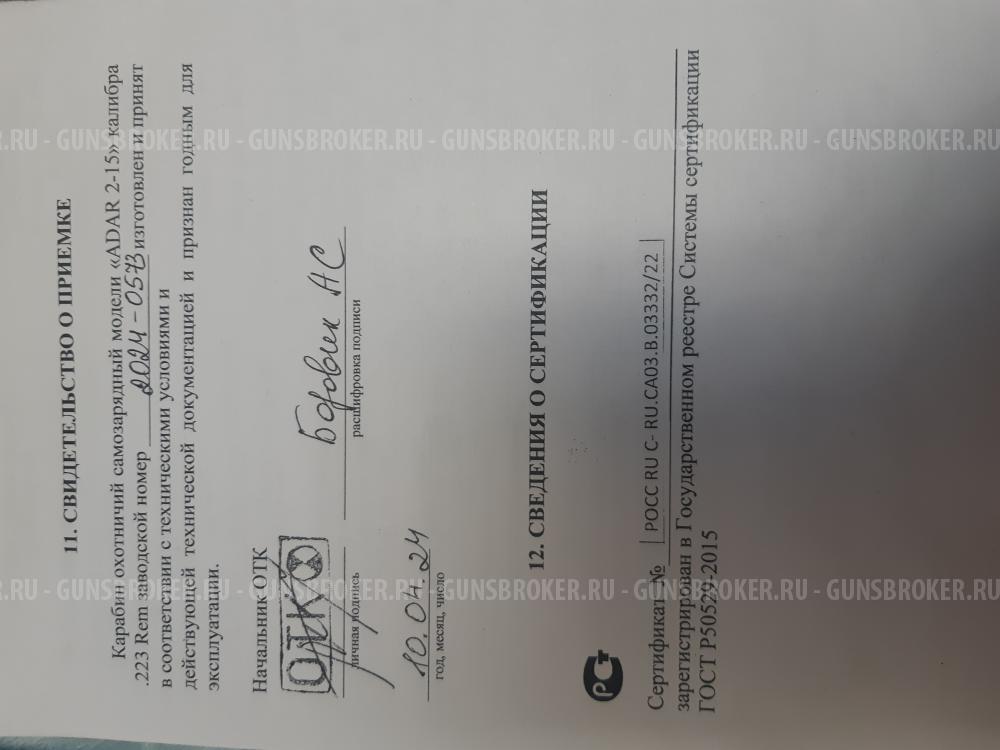 11. СВИДЕТЕЛЬСТВО О ПРИЕМКЕ
Карабин охотничий самозарядный модели «ADAR 2-15» калибра
.223 Rem заводской номер 2024-0573 изготовлен и принят
в соответствии с техническими условиями и
действующей технической документацией и признан годным для
эксплуатации.
Начальник ОТК
ОТК
Боровик АС
личная подпись
расшифровка подписи
10.04.24
год, месяц, число
12. СВЕДЕНИЯ О СЕРТИФИКАЦИИ
РСТ
Сертификат № РОСС RU C- RU.CA03.B.03332/22
зарегистрирован в Государственном реестре Системы сертификации
ГОСТ Р50529-2015
R.RU - GUNSBROKER.RU - GUNSBROKER.RU - GUNSBROKER.RU - GUNSBROKER.RU - GUNSBROKER.RU
R.RU - GUNSBROKER.RU - GUNSBROKER.RU - GUNSBROKER.RU - GUNSBROKER.RU - GUNSBROKER.RU